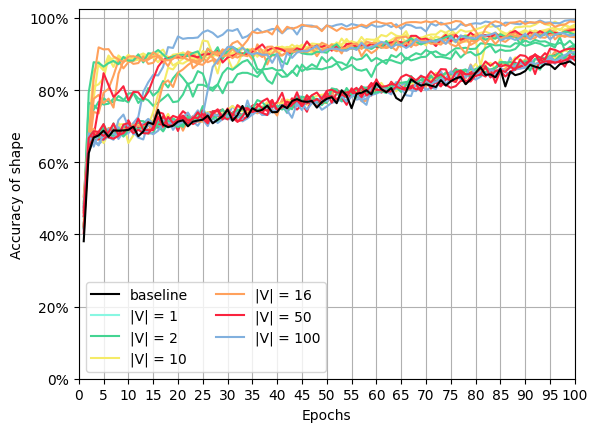 100%
80%
60%
40%
20%
0%
Accuracy of shape
baseline
|V| = 1
|V| = 2
|V| = 10
|V| = 16
|V| = 50
|V| = 100
0 5 10 15 20 25 30 35 40 45 50 55 60 65 70 75 80 85 90 95 100
Epochs